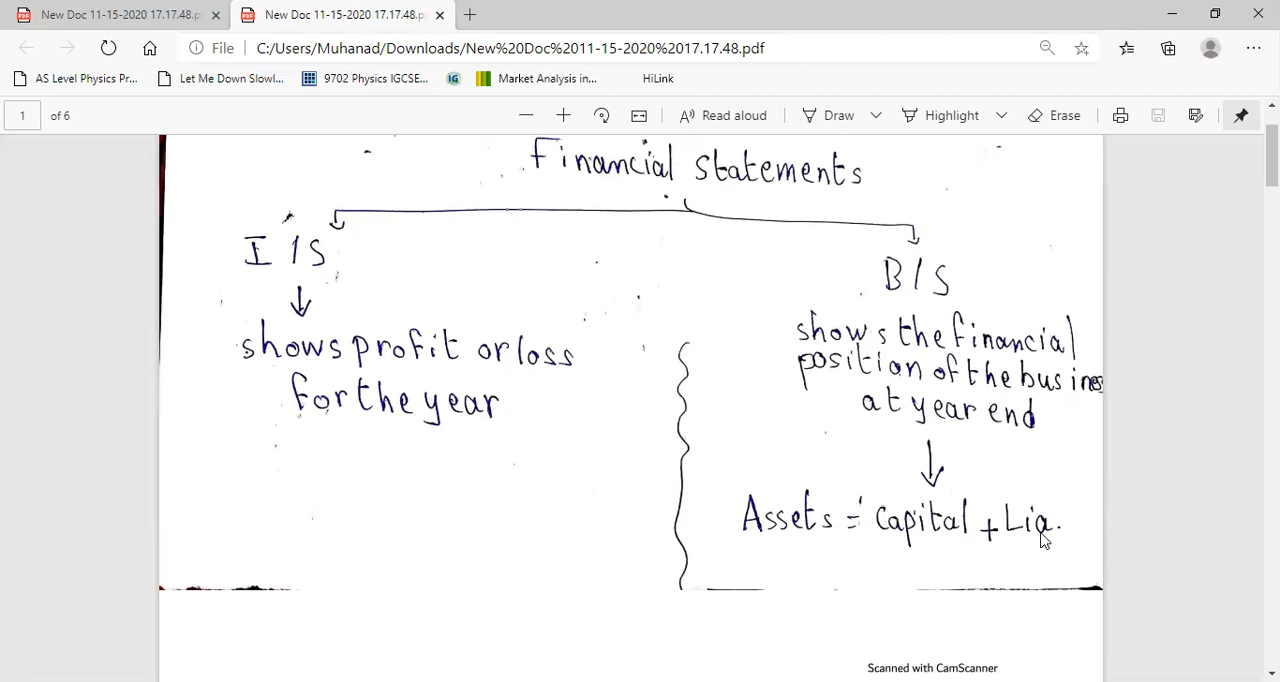 New Doc 11-15-2020 17.17.48.p
New Doc 11-15-2020 17.17.48.pd
File
C:/Users/Muhanad/Downloads/New%20Doc%2011-15-2020%2017.17.48.pdf
AS Level Physics Pr...
Let Me Down Slowl...
9702 Physics IGCSE...
IG
Market Analysis in...
HiLink
1 of 6
Read aloud
Draw
Highlight
Erase
Financial statements
I/S
B/S
shows profit or loss
for the year
shows the financial
position of the business
at year end
Assets = capital + Lia.
Scanned with CamScanner